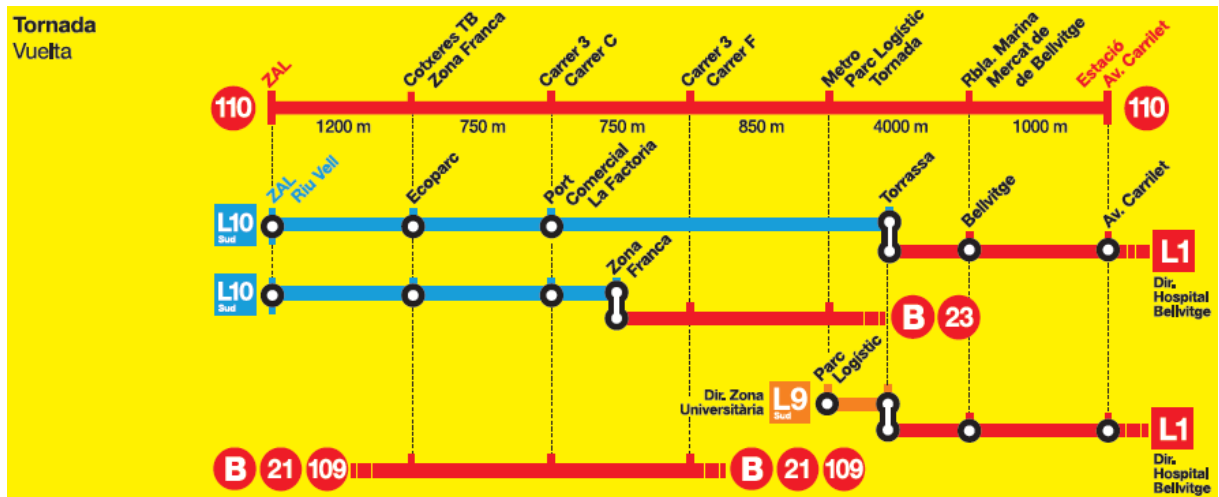 Tornada
Vuelta
110
ZAL
Cotxeres TB
Zona Franca
Carrer 3
Carrer C
Carrer 3
Carrer F
Metro
Parc Logístic
Tornada
Rbla. Marina
Mercat de
de Bellvitge
Estació
Av. Carrilet
110
1200 m
750 m
750 m
850 m
4000 m
1000 m
L10
Sud
ZAL
Riu Vell
Ecoparc
Port
Comercial
La Factoria
Torrassa
Bellvitge
Av. Carrilet
L1
Dir.
Hospital
Bellvitge
L10
Sud
Zona
Franca
B 23
Dir. Zona
Universitària
L9
Sud
Parc
Logístic
L1
Dir.
Hospital
Bellvitge
B 21 109
B 21 109